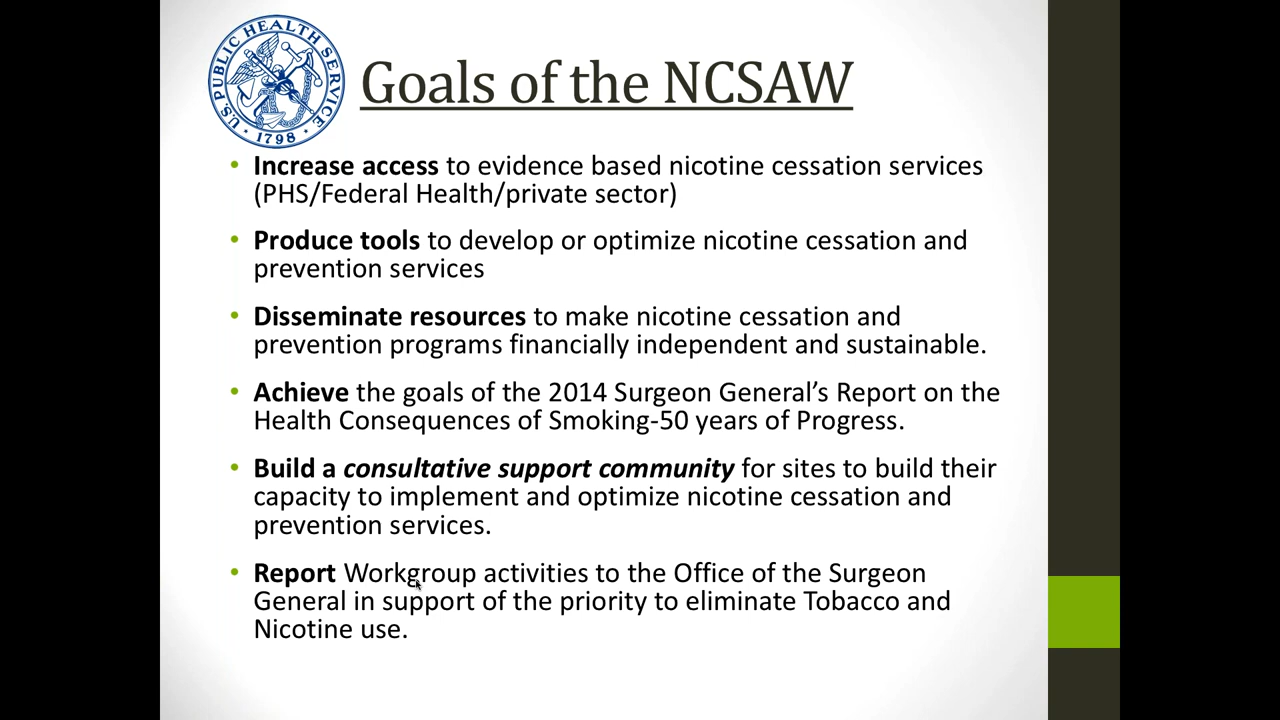 U.S. PUBLIC HEALTH SERVICE
1798
Goals of the NCSAW
• Increase access to evidence based nicotine cessation services
(PHS/Federal Health/private sector)
• Produce tools to develop or optimize nicotine cessation and
prevention services
• Disseminate resources to make nicotine cessation and
prevention programs financially independent and sustainable.
• Achieve the goals of the 2014 Surgeon General’s Report on the
Health Consequences of Smoking-50 years of Progress.
• Build a consultative support community for sites to build their
capacity to implement and optimize nicotine cessation and
prevention services.
• Report Workgroup activities to the Office of the Surgeon
General in support of the priority to eliminate Tobacco and
Nicotine use.